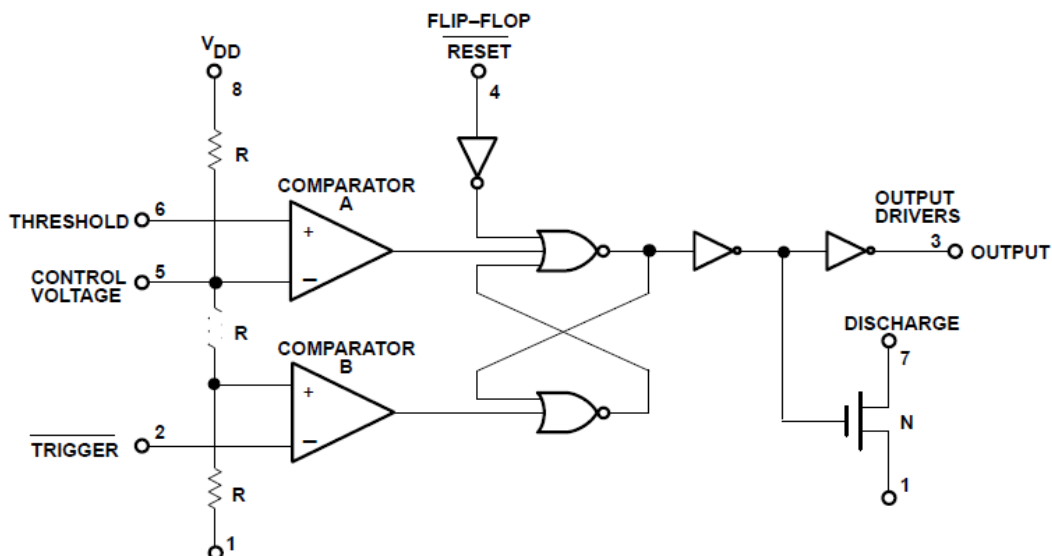 FLIP–FLOP
RESET
4
VDD
8
R
COMPARATOR
A
THRESHOLD
6
+
–
CONTROL
VOLTAGE
5
OUTPUT
DRIVERS
3
OUTPUT
R
COMPARATOR
B
DISCHARGE
7
+
–
TRIGGER
2
N
R
1
1